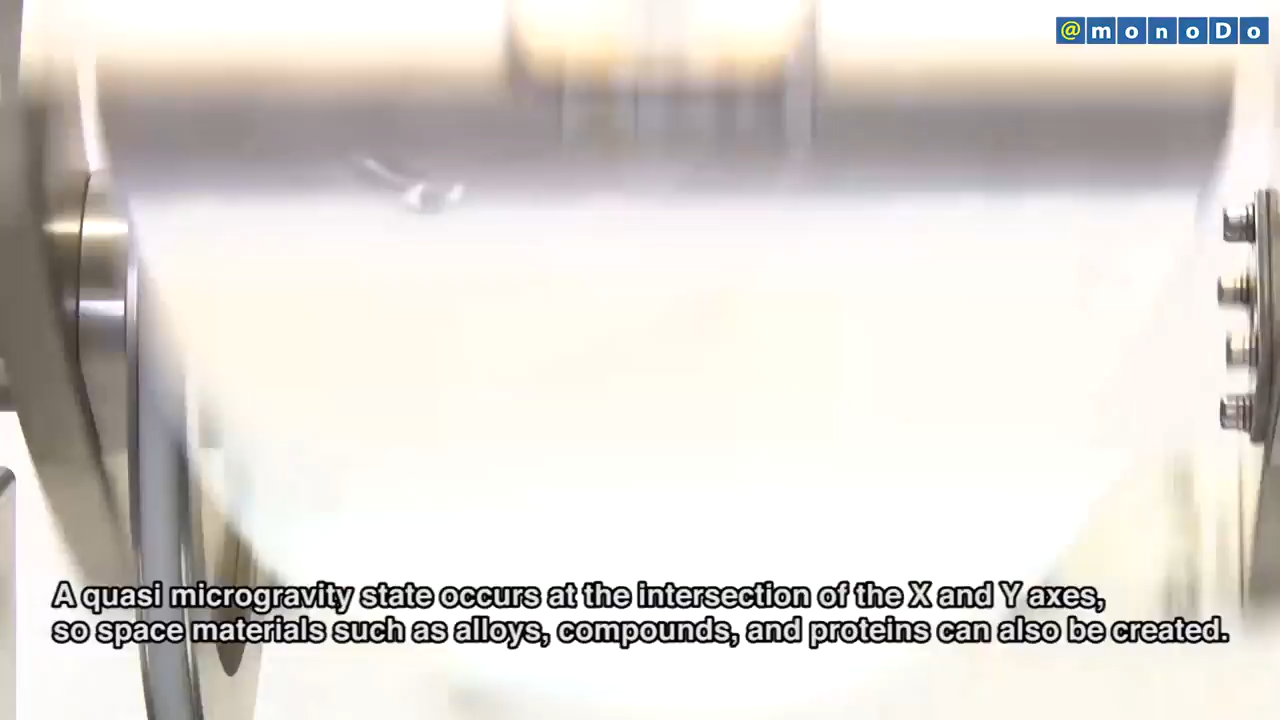 @monoDo
A quasi microgravity state occurs at the intersection of the X and Y axes,
so space materials such as alloys, compounds, and proteins can also be created.